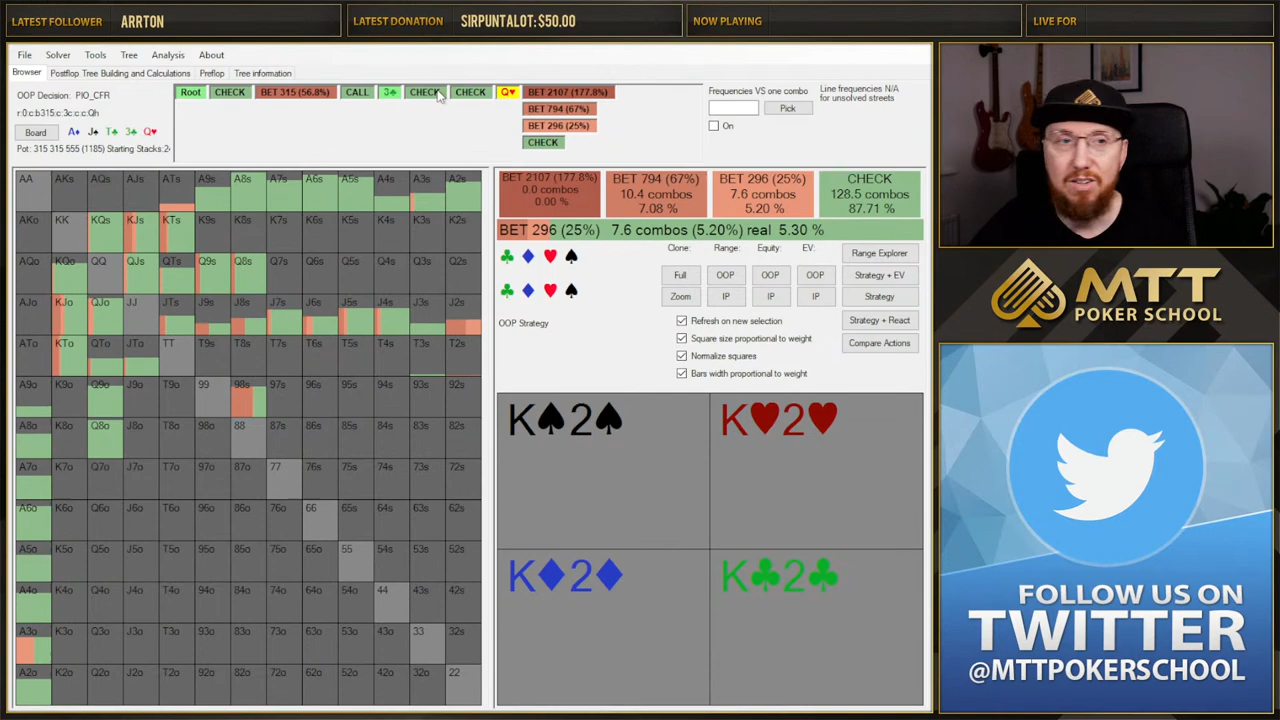 LATEST FOLLOWER ARRTON LATEST DONATION SIRPUNTALOT: $50.00 NOW PLAYING LIVE FOR
File Solver Tools Tree Analysis About
Browser Postflop Tree Building and Calculations Preflop Tree information
OOP Decision: PIO_CFR
r:0:c:b315:c:3c:c:c:Qh
Board A♦ J♠ T♣ 3♣ Q♥
Pot: 315 315 555 (1185) Starting Stacks:
Root CHECK BET 315 (56.8%) CALL 3♣ CHECK CHECK Q♥ BET 2107 (177.8%)
BET 794 (67%)
BET 296 (25%)
CHECK
Frequencies VS one combo
Pick
On
Line frequencies N/A
for unsolved streets
AA AKs AQs AJs ATs A9s A8s A7s A6s A5s A4s A3s A2s
AKo KK KQs KJs KTs K9s K8s K7s K6s K5s K4s K3s K2s
AQo KQo QQ QJs QTs Q9s Q8s Q7s Q6s Q5s Q4s Q3s Q2s
AJo KJo QJo JJ JTs J9s J8s J7s J6s J5s J4s J3s J2s
ATo KTo QTo JTo TT T9s T8s T7s T6s T5s T4s T3s T2s
A9o K9o Q9o J9o T9o 99 98s 97s 96s 95s 94s 93s 92s
A8o K8o Q8o J8o T8o 98o 88 87s 86s 85s 84s 83s 82s
A7o K7o Q7o J7o T7o 97o 87o 77 76s 75s 74s 73s 72s
A6o K6o Q6o J6o T6o 96o 86o 76o 66 65s 64s 63s 62s
A5o K5o Q5o J5o T5o 95o 85o 75o 65o 55 54s 53s 52s
A4o K4o Q4o J4o T4o 94o 84o 74o 64o 54o 44 43s 42s
A3o K3o Q3o J3o T3o 93o 83o 73o 63o 53o 43o 33 32s
A2o K2o Q2o J2o T2o 92o 82o 72o 62o 52o 42o 32o 22
BET 2107 (177.8%)
0.0 combos
0.00 %
BET 794 (67%)
10.4 combos
7.08 %
BET 296 (25%)
7.6 combos
5.20 %
CHECK
128.5 combos
87.71 %
BET 296 (25%) 7.6 combos (5.20%) real 5.30 %
♣ ♦ ♥ ♠
♣ ♦ ♥ ♠
OOP Strategy
Clone: Range: Equity: EV:
Full OOP OOP OOP
Zoom IP IP IP
Range Explorer
Strategy + EV
Strategy
Strategy + React
Compare Actions
Refresh on new selection
Square size proportional to weight
Normalize squares
Bars width proportional to weight
K♠2♠ K♥2♥
K♦2♦ K♣2♣
MTT
POKER SCHOOL
FOLLOW US ON
TWITTER
@MTTPOKERSCHOOL